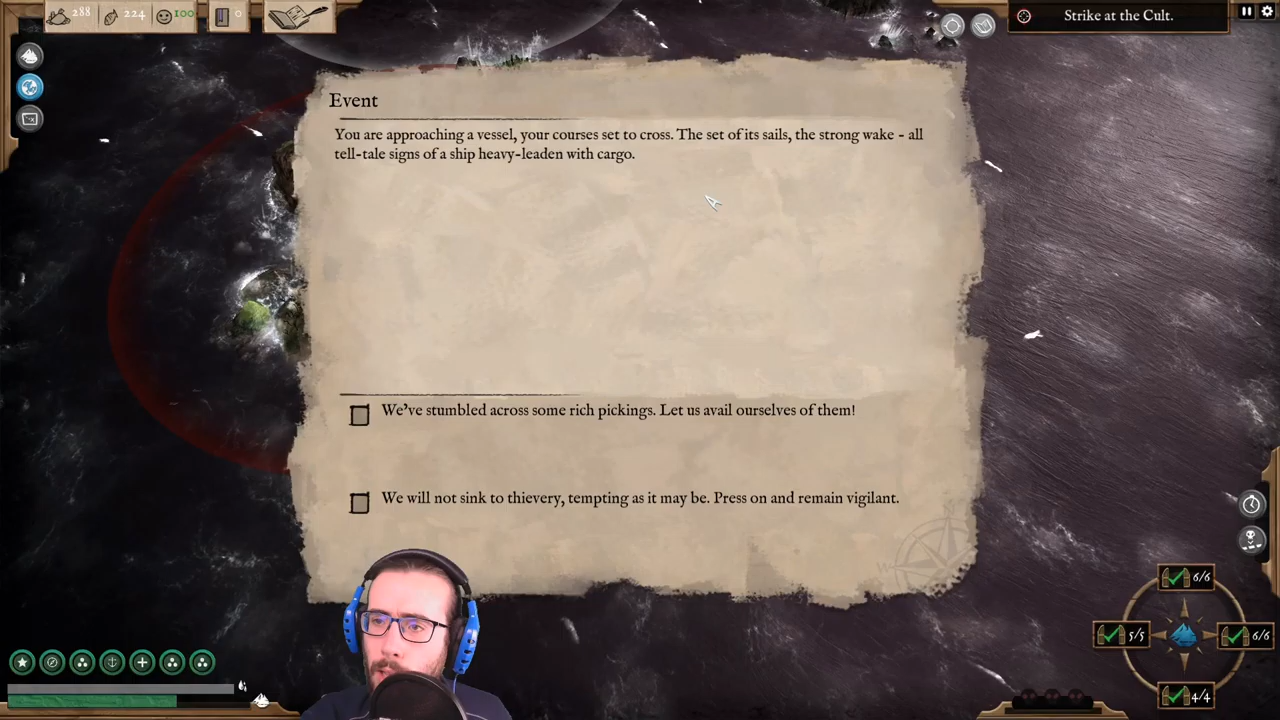 288
224
100
0
Strike at the Cult.
Event
You are approaching a vessel, your courses set to cross. The set of its sails, the strong wake - all
tell-tale signs of a ship heavy-leaden with cargo.
We've stumbled across some rich pickings. Let us avail ourselves of them!
We will not sink to thievery, tempting as it may be. Press on and remain vigilant.
W
6/6
5/5
6/6
4/4